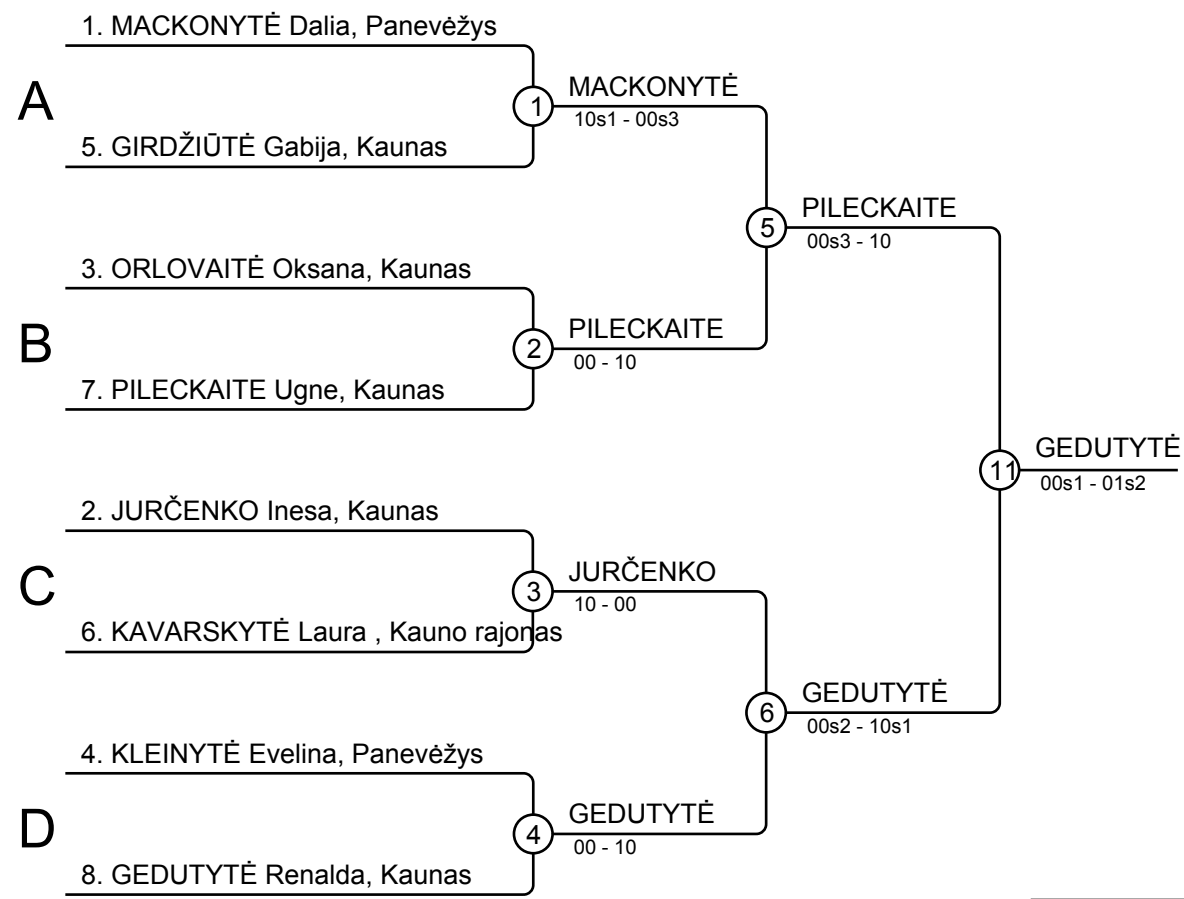 1. MACKONYTĖ Dalia, Panevėžys
A
1
MACKONYTĖ
10s1 - 00s3
5. GIRDŽIŪTĖ Gabija, Kaunas
5
PILECKAITE
00s3 - 10
3. ORLOVAITĖ Oksana, Kaunas
B
2
PILECKAITE
00 - 10
7. PILECKAITE Ugne, Kaunas
11
GEDUTYTĖ
00s1 - 01s2
2. JURČENKO Inesa, Kaunas
C
3
JURČENKO
10 - 00
6. KAVARSKYTĖ Laura , Kauno rajonas
6
GEDUTYTĖ
00s2 - 10s1
4. KLEINYTĖ Evelina, Panevėžys
D
4
GEDUTYTĖ
00 - 10
8. GEDUTYTĖ Renalda, Kaunas